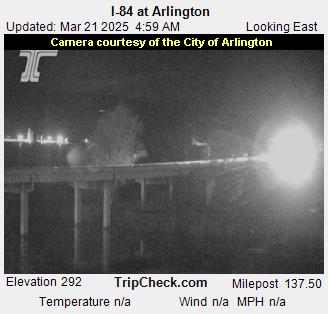 I-84 at Arlington
Updated: Mar 21 2025 4:59 AM Looking East
Camera courtesy of the City of Arlington
Elevation 292 TripCheck.com Milepost 137.50
Temperature n/a Wind n/a MPH n/a